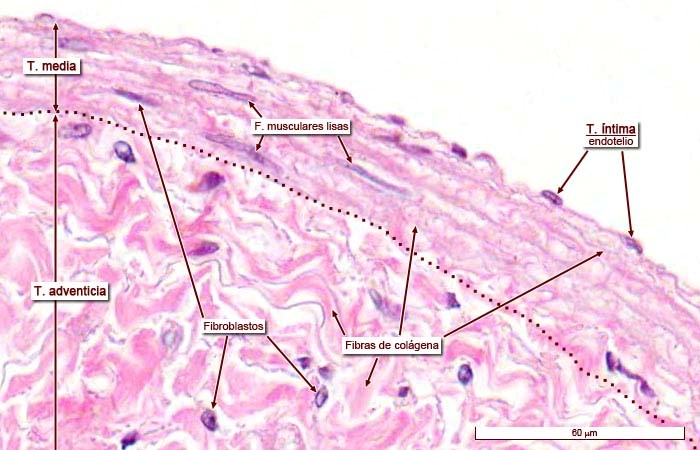 T. media
F. musculares lisas
T. íntima
endotelio
T. adventicia
Fibroblastos
Fibras de colágena
60 µm